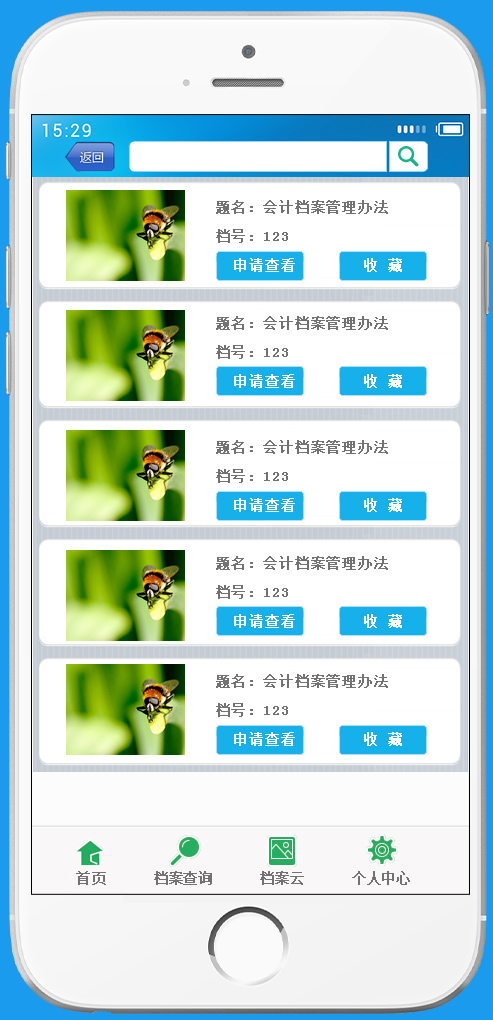 15:29
返回
题名：会计档案管理办法
档号：123
申请查看 收 藏
题名：会计档案管理办法
档号：123
申请查看 收 藏
题名：会计档案管理办法
档号：123
申请查看 收 藏
题名：会计档案管理办法
档号：123
申请查看 收 藏
题名：会计档案管理办法
档号：123
申请查看 收 藏
首页 档案查询 档案云 个人中心